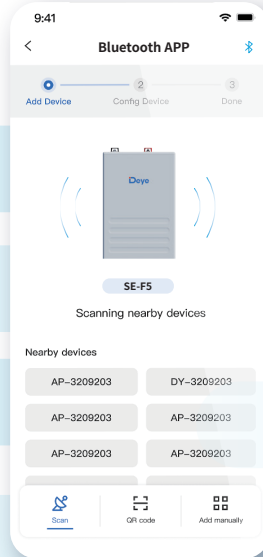 9:41
Bluetooth APP
2
3
Add Device
Config Device
Done
Deye
SE-F5
Scanning nearby devices
Nearby devices
AP-3209203
DY-3209203
AP-3209203
AP-3209203
AP-3209203
AP-3209203
Scan
QR code
Add manually